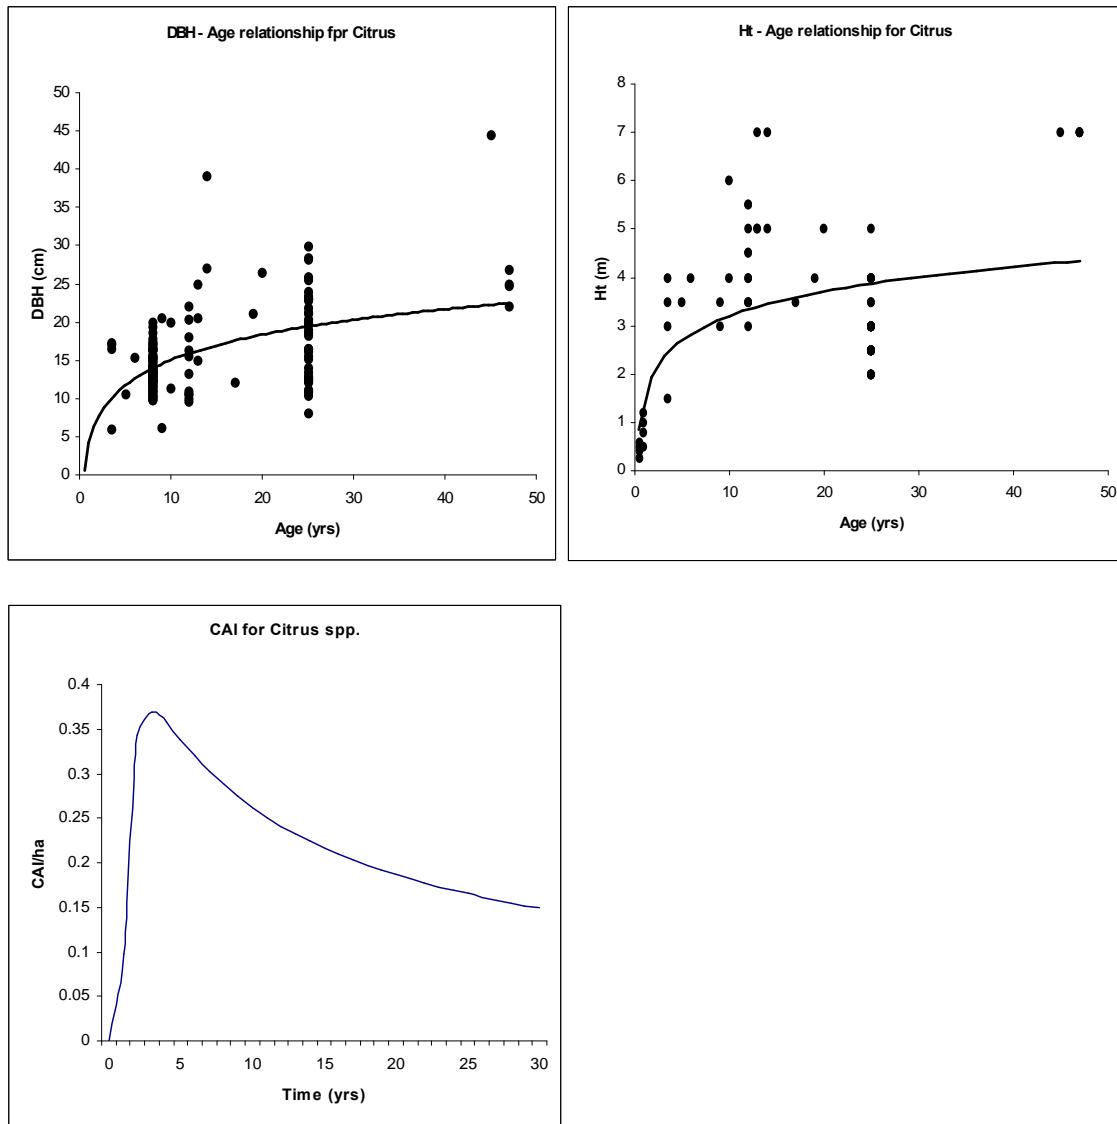 DBH - Age relationship fpr Citrus
50
45
40
35
30
25
20
15
10
5
0
DBH (cm)
0 10 20 30 40 50
Age (yrs)
Ht - Age relationship for Citrus
8
7
6
5
4
3
2
1
0
Ht (m)
0 10 20 30 40 50
Age (yrs)
CAI for Citrus spp.
0.4
0.35
0.3
0.25
0.2
0.15
0.1
0.05
0
CAI/ha
0 5 10 15 20 25 30
Time (yrs)